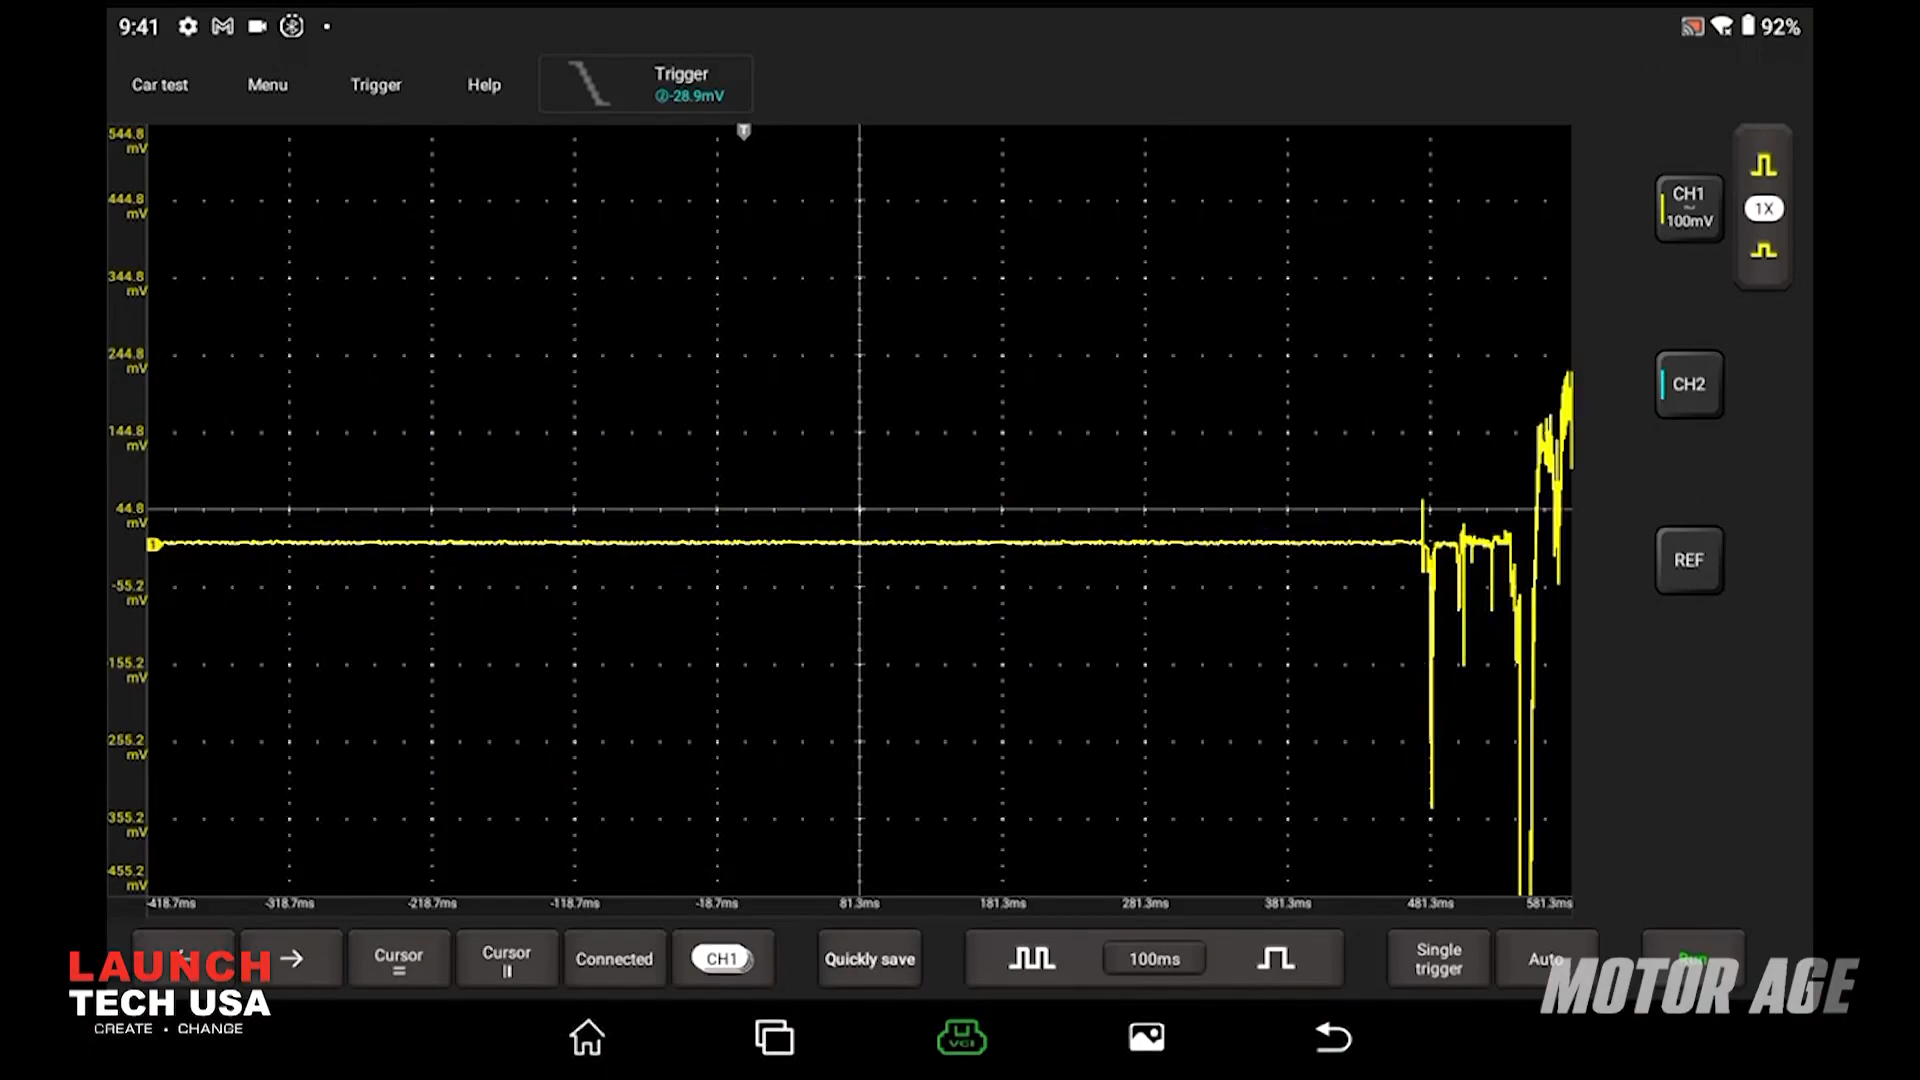 9:41
92%
Car test
Menu
Trigger
Help
Trigger
②-28.9mV
544.8
mV
444.8
mV
344.8
mV
244.8
mV
144.8
mV
44.8
mV
-55.2
mV
155.2
mV
255.2
mV
355.2
mV
455.2
mV
1
T
CH1
100mV
1X
CH2
REF
-418.7ms
-318.7ms
-218.7ms
-118.7ms
-18.7ms
81.3ms
181.3ms
281.3ms
381.3ms
481.3ms
581.3ms
Cursor
Cursor
Connected
CH1
Quickly save
100ms
Single
trigger
Auto
Run
LAUNCH
TECH USA
CREATE • CHANGE
MOTOR AGE
VCI